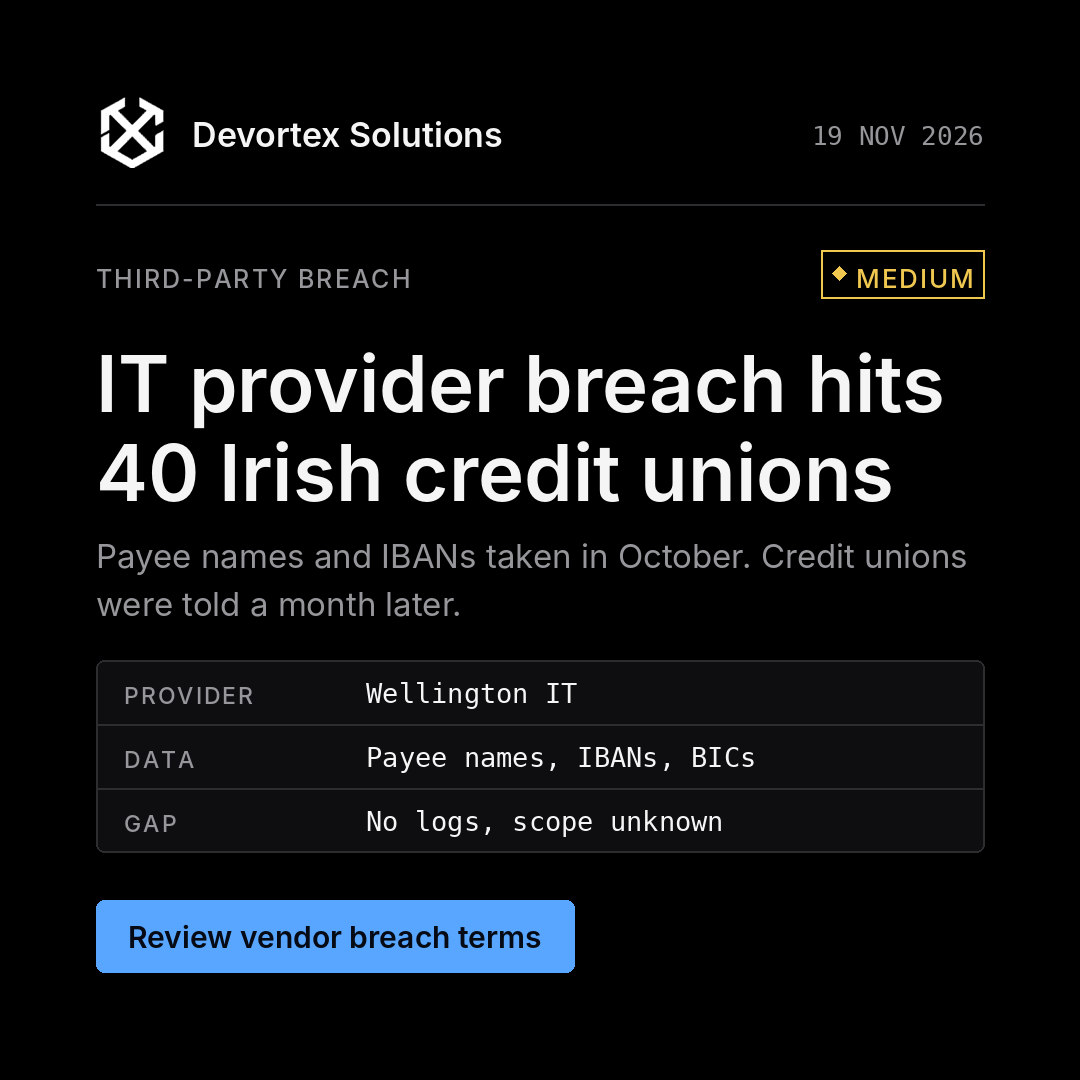 Devortex Solutions
19 NOV 2026
THIRD-PARTY BREACH
MEDIUM
IT provider breach hits
40 Irish credit unions
Payee names and IBANs taken in October. Credit unions
were told a month later.
PROVIDER Wellington IT
DATA Payee names, IBANs, BICs
GAP No logs, scope unknown
Review vendor breach terms